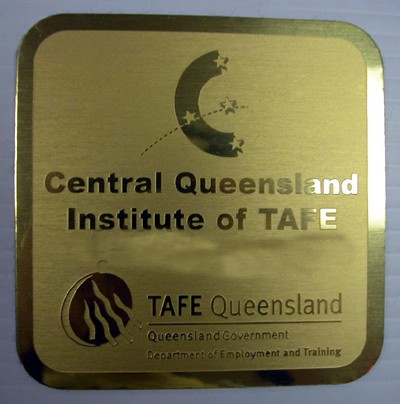 Central Queensland
Institute of TAFE
TAFE Queensland
Queensland Government
Department of Employment and Training